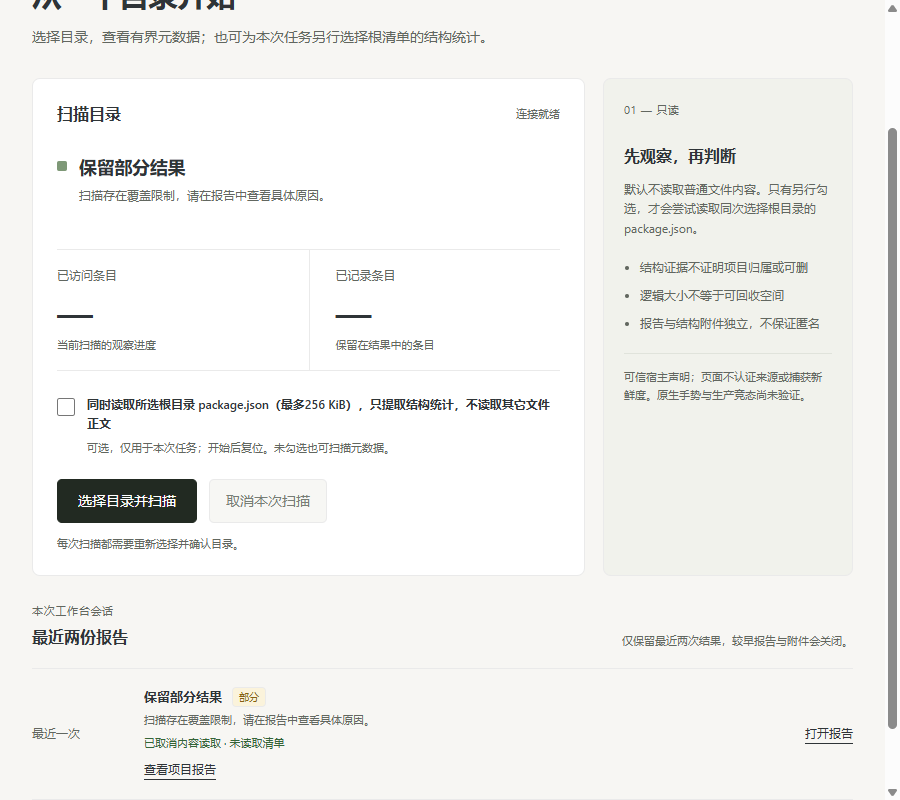 从一个目录开始
选择目录，查看有界元数据；也可为本次任务另行选择根清单的结构统计。
扫描目录
连接就绪
保留部分结果
扫描存在覆盖限制，请在报告中查看具体原因。
已访问条目
已记录条目
当前扫描的观察进度
保留在结果中的条目
同时读取所选根目录 package.json（最多256 KiB），只提取结构统计，不读取其它文件
正文
可选，仅用于本次任务；开始后复位。未勾选也可扫描元数据。
选择目录并扫描
取消本次扫描
每次扫描都需要重新选择并确认目录。
01 — 只读
先观察，再判断
默认不读取普通文件内容。只有另行勾
选，才会尝试读取同次选择根目录的
package.json。
结构证据不证明项目归属或可删
逻辑大小不等于可回收空间
报告与结构附件独立，不保证匿名
可信宿主声明；页面不认证来源或捕获新
鲜度。原生手势与生产竞态尚未验证。
本次工作台会话
最近两份报告
仅保留最近两次结果，较早报告与附件会关闭。
最近一次
保留部分结果 部分
扫描存在覆盖限制，请在报告中查看具体原因。
已取消内容读取 · 未读取清单
查看项目报告
打开报告